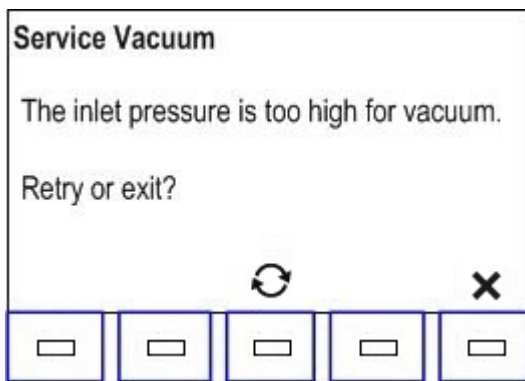 Service Vacuum
The inlet pressure is too high for vacuum.
Retry or exit?